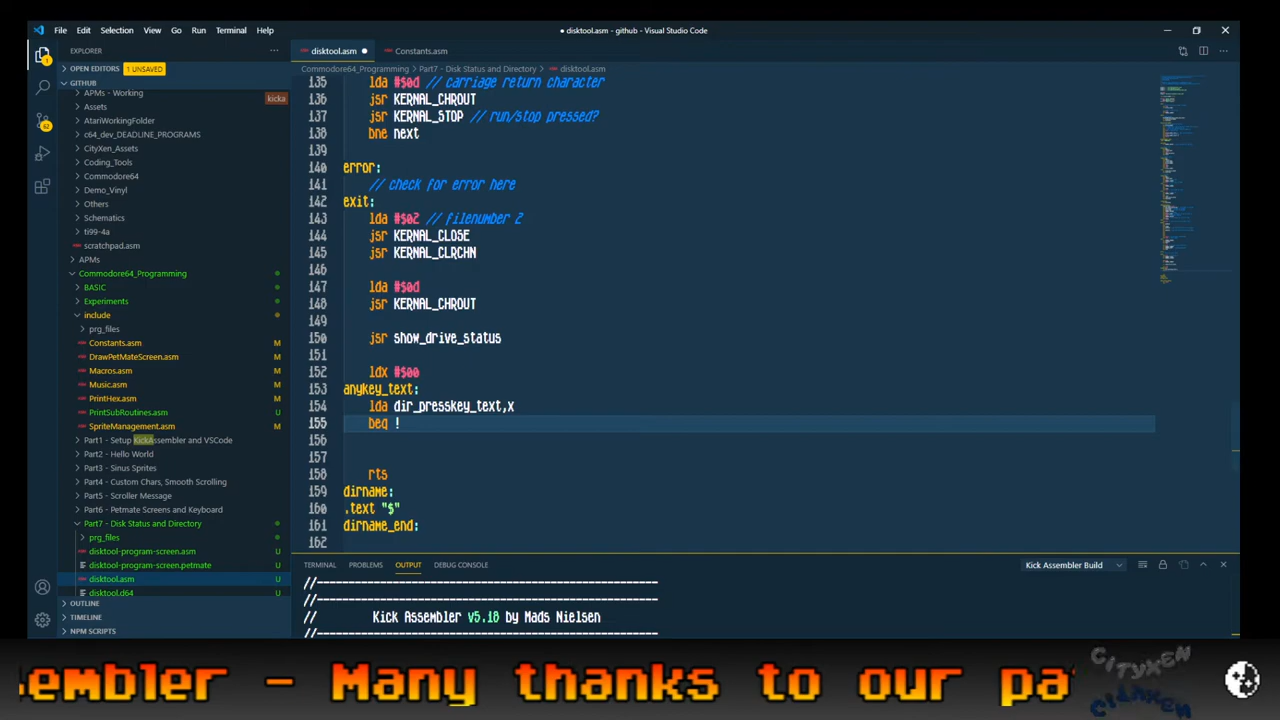 File Edit Selection View Go Run Terminal Help
● disktool.asm - github - Visual Studio Code
EXPLORER ···
disktool.asm ● Constants.asm
OPEN EDITORS 1 UNSAVED
Commodore64_Programming > Part7 - Disk Status and Directory > disktool.asm
GITHUB
kicka
APMs - Working
Assets
AtariWorkingFolder
c64_dev_DEADLINE_PROGRAMS
CityXen_Assets
Coding_Tools
Commodore64
Demo_Vinyl
Others
Schematics
ti99-4a
scratchpad.asm
APMs
Commodore64_Programming
BASIC
Experiments
include
prg_files
Constants.asm M
DrawPetMateScreen.asm M
Macros.asm M
Music.asm M
PrintHex.asm M
PrintSubRoutines.asm U
SpriteManagement.asm M
Part1 - Setup KickAssembler and VSCode
Part2 - Hello World
Part3 - Sinus Sprites
Part4 - Custom Chars, Smooth Scrolling
Part5 - Scroller Message
Part6 - Petmate Screens and Keyboard
Part7 - Disk Status and Directory
prg_files
disktool-program-screen.asm U
disktool-program-screen.petmate U
disktool.asm U
disktool.d64 U
OUTLINE
TIMELINE
NPM SCRIPTS
1
62
135 lda #$0d // carriage return character
136 jsr KERNAL_CHROUT
137 jsr KERNAL_STOP // run/stop pressed?
138 bne next
139
140 error:
141 // check for error here
142 exit:
143 lda #$02 // filenumber 2
144 jsr KERNAL_CLOSE
145 jsr KERNAL_CLRCHN
146
147 lda #$0d
148 jsr KERNAL_CHROUT
149
150 jsr show_drive_status
151
152 ldx #$00
153 anykey_text:
154 lda dir_presskey_text,x
155 beq !
156
157
158 rts
159 dirname:
160 .text "$"
161 dirname_end:
162
TERMINAL PROBLEMS OUTPUT DEBUG CONSOLE
Kick Assembler Build
//------------------------------------------------------
//------------------------------------------------------
// Kick Assembler v5.18 by Mads Nielsen
//------------------------------------------------------
sembler - Many thanks to our pa
CITYXEN